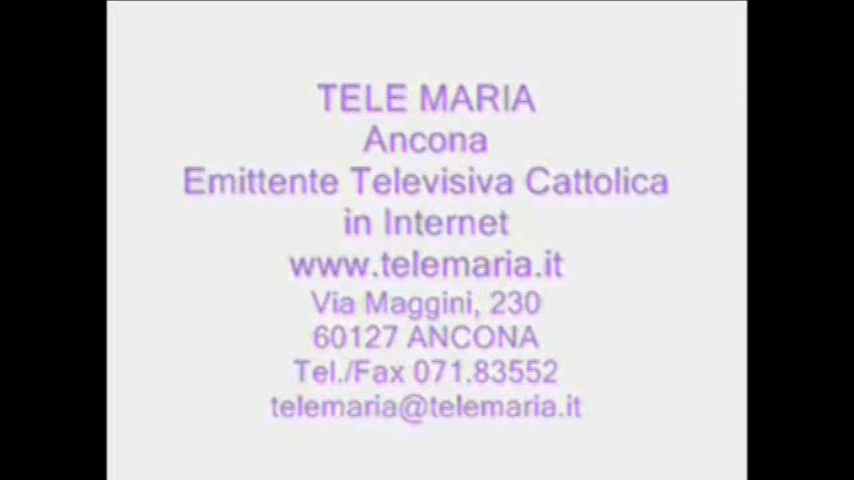 TELE MARIA
Ancona
Emittente Televisiva Cattolica
in Internet
www.telemaria.it
Via Maggini, 230
60127 ANCONA
Tel./Fax 071.83552
telemaria@telemaria.it